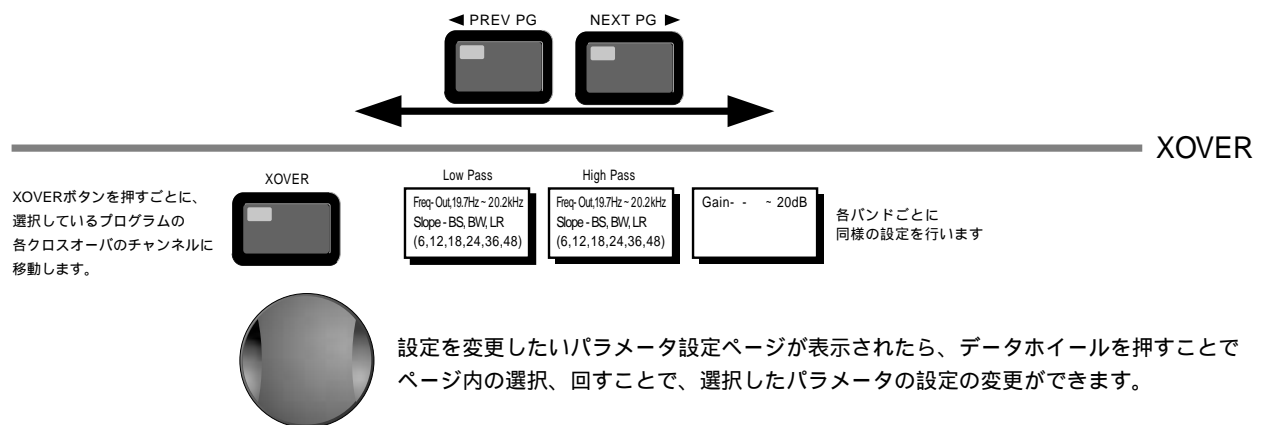 ◀ PREV PG NEXT PG ▶
XOVER
XOVERボタンを押すごとに、
選択しているプログラムの
各クロスオーバのチャンネルに
移動します。
XOVER
Low Pass
Freq- Out,19.7Hz ~ 20.2kHz
Slope - BS, BW, LR
(6,12,18,24,36,48)
High Pass
Freq- Out,19.7Hz ~ 20.2kHz
Slope - BS, BW, LR
(6,12,18,24,36,48)
Gain- - ~ 20dB
各バンドごとに
同様の設定を行います
設定を変更したいパラメータ設定ページが表示されたら、データホイールを押すことで
ページ内の選択、回すことで、選択したパラメータの設定の変更ができます。